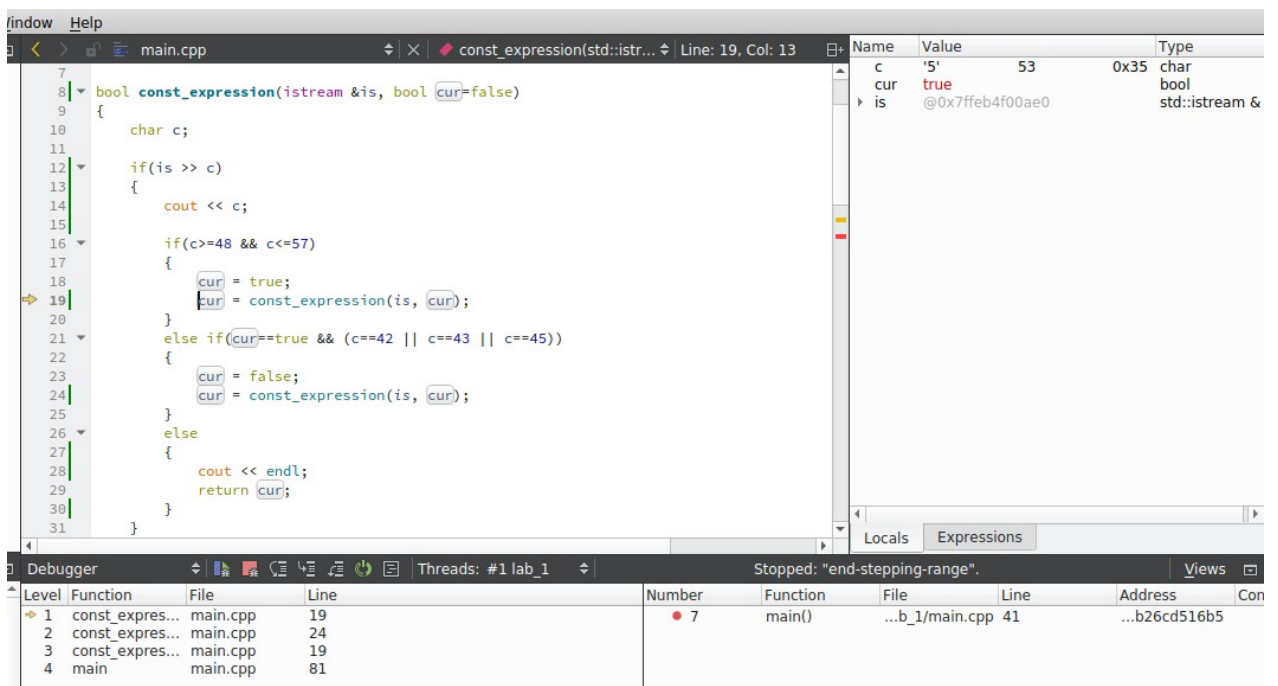 Window Help
main.cpp const_expression(std::istr... Line: 19, Col: 13
Name Value Type
c '5' 53 0x35 char
cur true bool
is @0x7ffeb4f00ae0 std::istream &
7
8 bool const_expression(istream &is, bool cur=false)
9 {
10 char c;
11
12 if(is >> c)
13 {
14 cout << c;
15
16 if(c>=48 && c<=57)
17 {
18 cur = true;
19 cur = const_expression(is, cur);
20 }
21 else if(cur==true && (c==42 || c==43 || c==45))
22 {
23 cur = false;
24 cur = const_expression(is, cur);
25 }
26 else
27 {
28 cout << endl;
29 return cur;
30 }
31 }
Locals Expressions
Debugger Threads: #1 lab_1 Stopped: "end-stepping-range". Views
Level Function File Line
1 const_expres... main.cpp 19
2 const_expres... main.cpp 24
3 const_expres... main.cpp 19
4 main main.cpp 81
Number Function File Line Address Con
7 main() ...b_1/main.cpp 41 ...b26cd516b5